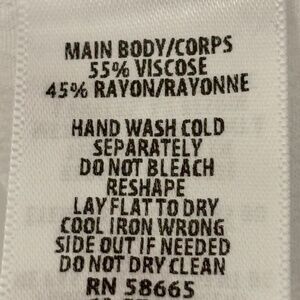 MAIN BODY/CORPS
55% VISCOSE
45% RAYON/RAYONNE
HAND WASH COLD
SEPARATELY
DO NOT BLEACH
RESHAPE
LAY FLAT TO DRY
COOL IRON WRONG
SIDE OUT IF NEEDED
DO NOT DRY CLEAN
RN 58665